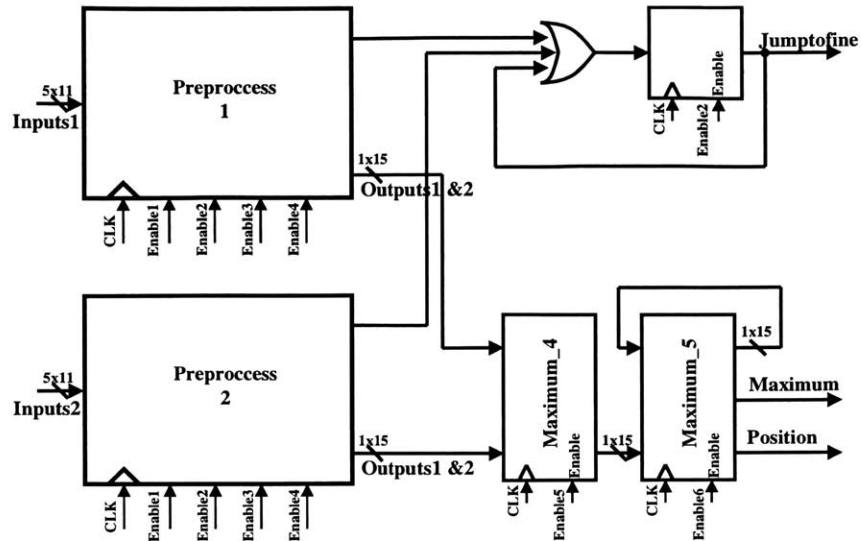 5x11
Inputs1
Preproccess
1
CLK
Enable1
Enable2
Enable3
Enable4
1x15
Outputs1 &2
CLK
Enable2
Enable
Jumptofine
5x11
Inputs2
Preproccess
2
CLK
Enable1
Enable2
Enable3
Enable4
1x15
Outputs1 &2
Maximum_4
CLK
Enable5
Enable
1x15
Maximum_5
CLK
Enable6
Enable
1x15
Maximum
Position